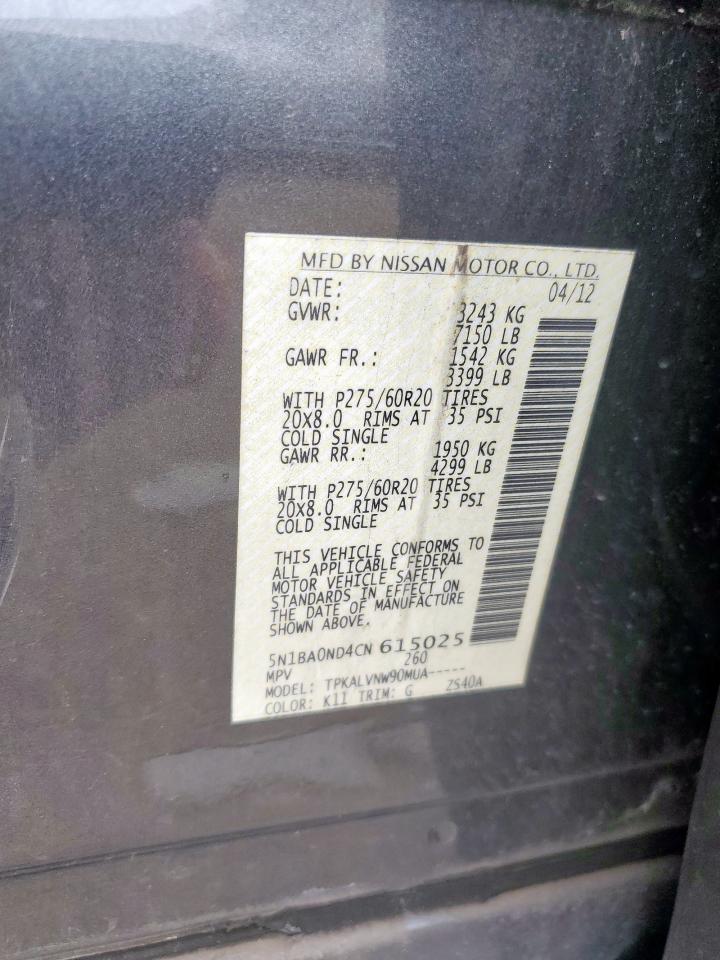 MFD BY NISSAN MOTOR CO., LTD.
DATE: 04/12
GVWR: 3243 KG
7150 LB
GAWR FR.: 1542 KG
3399 LB
WITH P275/60R20 TIRES
20X8.0 RIMS AT 35 PSI
COLD SINGLE
GAWR RR.: 1950 KG
4299 LB
WITH P275/60R20 TIRES
20X8.0 RIMS AT 35 PSI
COLD SINGLE
THIS VEHICLE CONFORMS TO
ALL APPLICABLE FEDERAL
MOTOR VEHICLE SAFETY
STANDARDS IN EFFECT ON
THE DATE OF MANUFACTURE
SHOWN ABOVE.
5N1BA0ND4CN 615025
MPV 260
MODEL: TPKALVNW90MUA-----
COLOR: K11 TRIM: G ZS40A